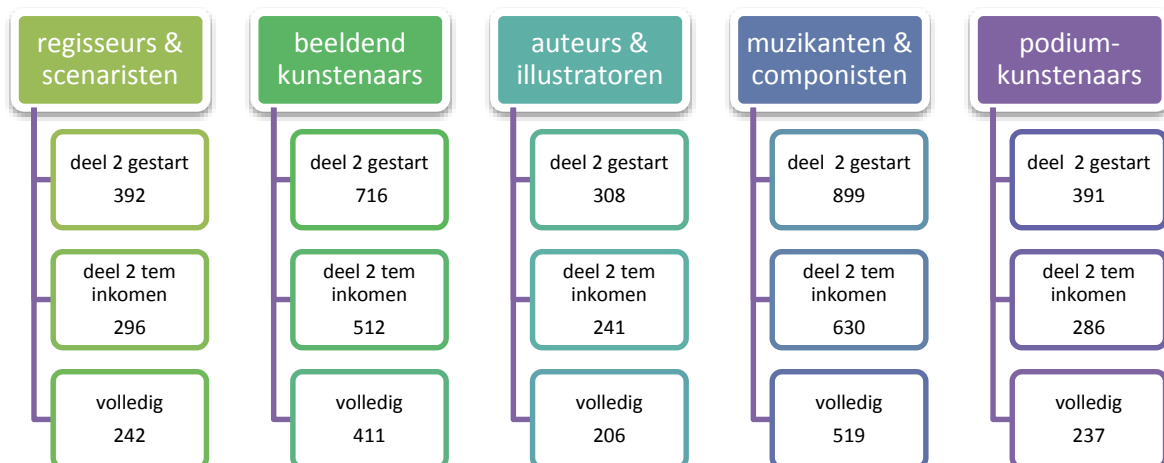 regisseurs &
scenaristen
deel 2 gestart
392
deel 2 tem
inkomen
296
volledig
242
beeldend
kunstenaars
deel 2 gestart
716
deel 2 tem
inkomen
512
volledig
411
auteurs &
illustratoren
deel 2 gestart
308
deel 2 tem
inkomen
241
volledig
206
muzikanten &
componisten
deel 2 gestart
899
deel 2 tem
inkomen
630
volledig
519
podium-
kunstenaars
deel 2 gestart
391
deel 2 tem
inkomen
286
volledig
237